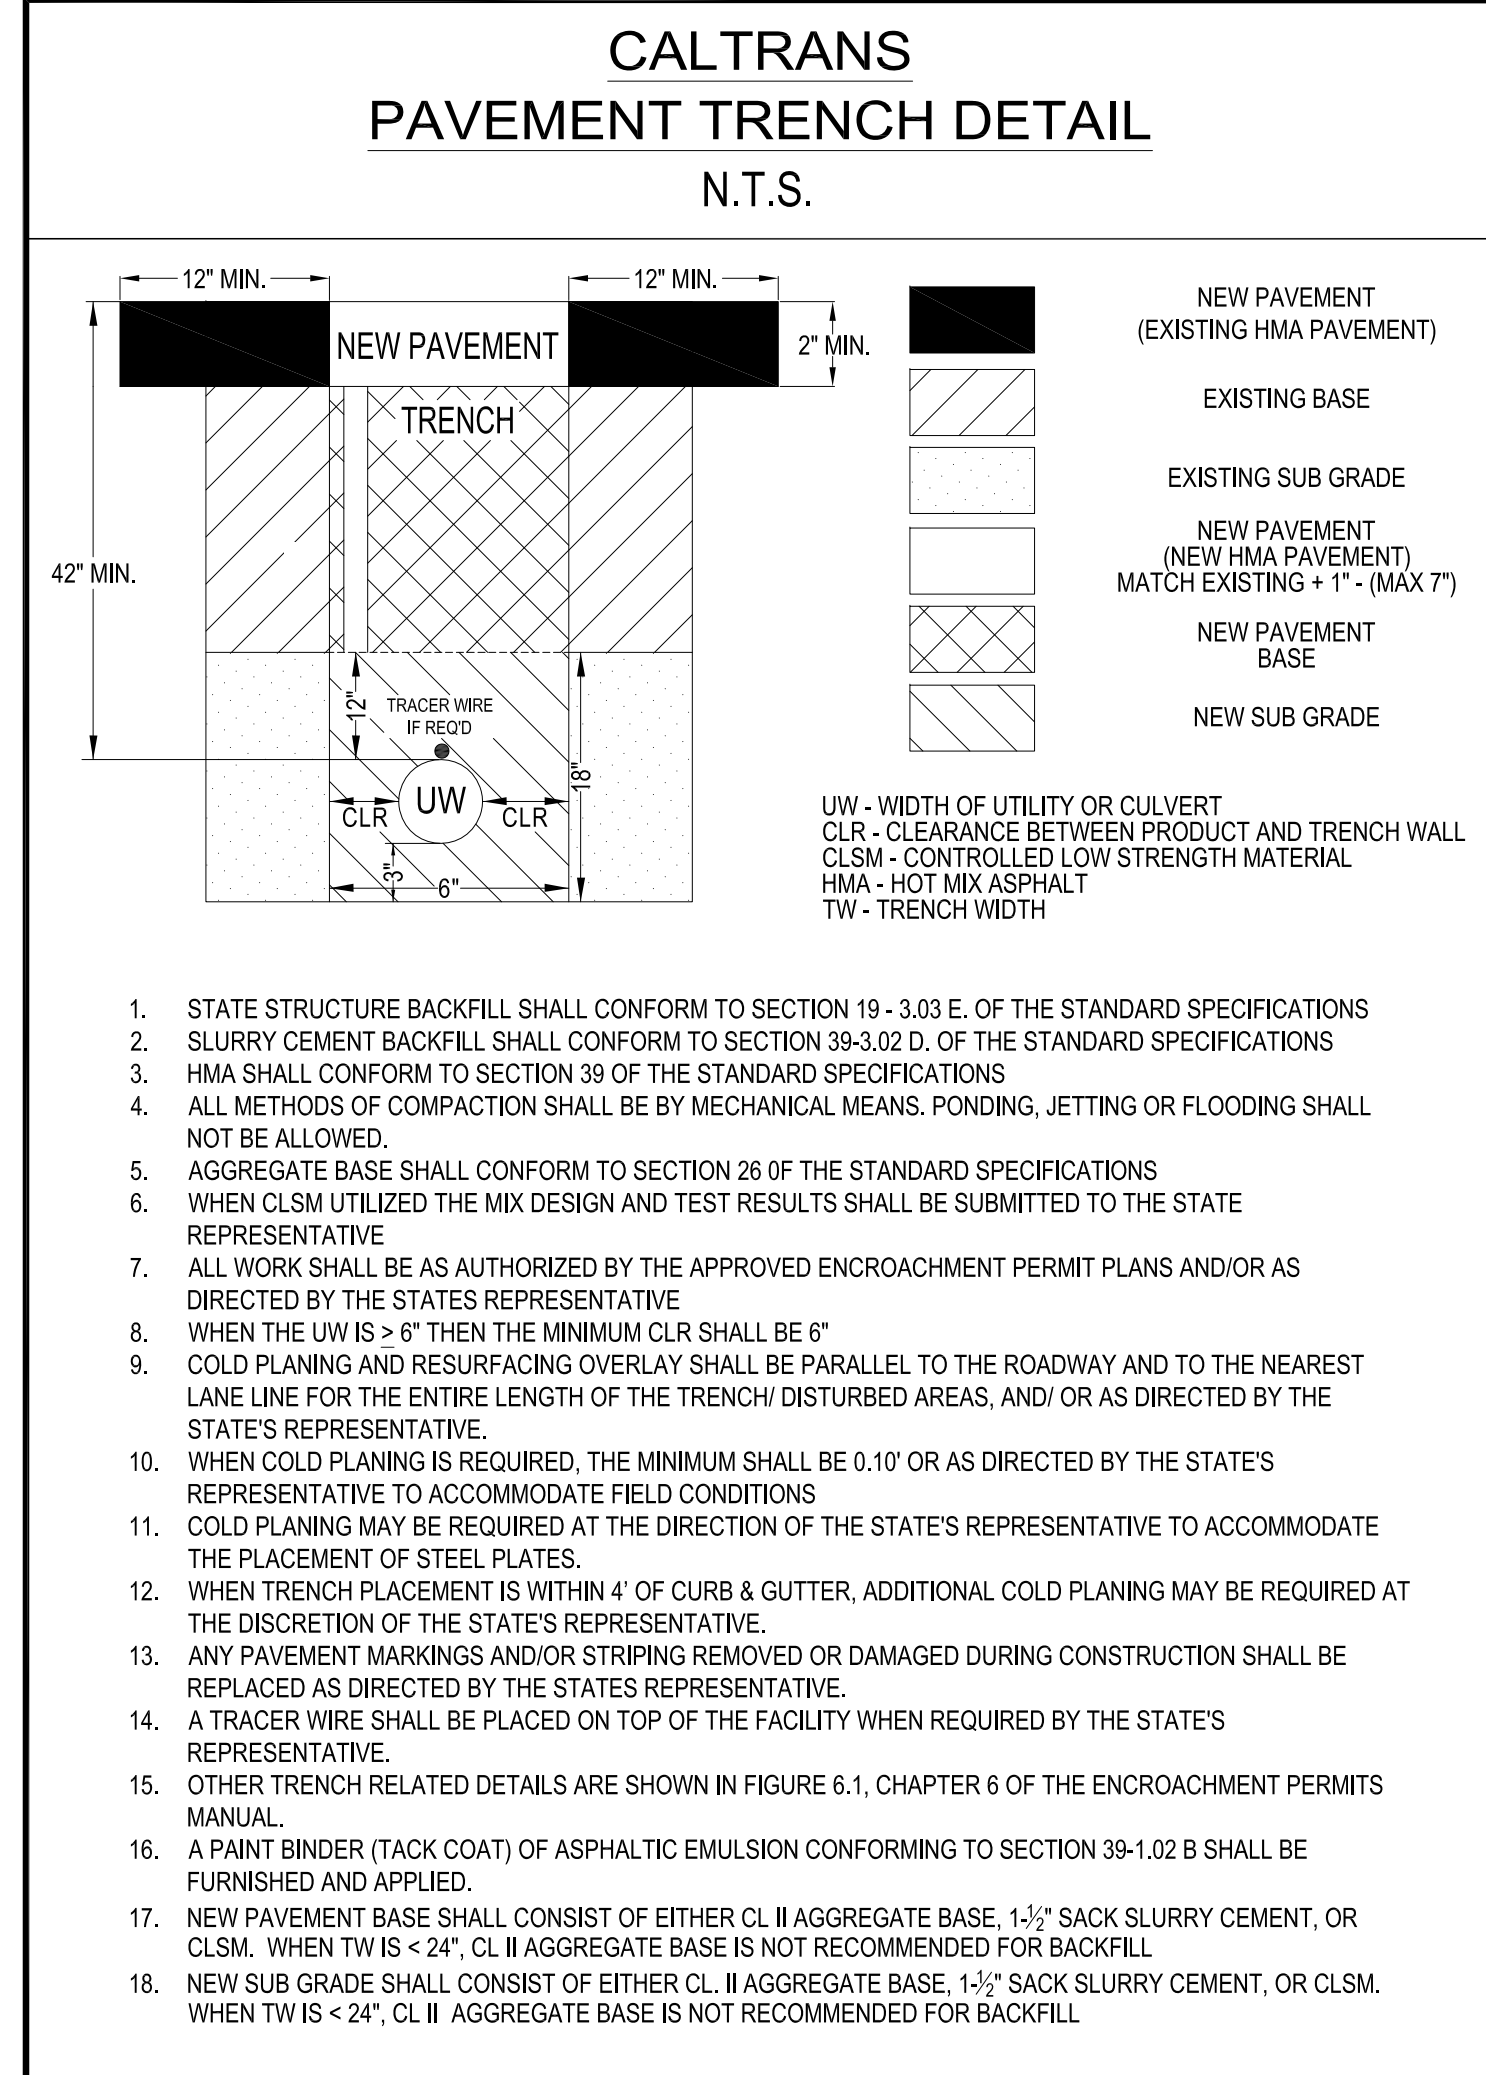 CALTRANS
PAVEMENT TRENCH DETAIL
N.T.S.
12" MIN.
12" MIN.
NEW PAVEMENT
2" MIN.
TRENCH
42" MIN.
12"
TRACER WIRE
IF REQ'D
18"
UW
CLR
CLR
3"
6"
NEW PAVEMENT
(EXISTING HMA PAVEMENT)
EXISTING BASE
EXISTING SUB GRADE
NEW PAVEMENT
(NEW HMA PAVEMENT)
MATCH EXISTING + 1" - (MAX 7")
NEW PAVEMENT
BASE
NEW SUB GRADE
UW - WIDTH OF UTILITY OR CULVERT
CLR - CLEARANCE BETWEEN PRODUCT AND TRENCH WALL
CLSM - CONTROLLED LOW STRENGTH MATERIAL
HMA - HOT MIX ASPHALT
TW - TRENCH WIDTH
1. STATE STRUCTURE BACKFILL SHALL CONFORM TO SECTION 19 - 3.03 E. OF THE STANDARD SPECIFICATIONS
2. SLURRY CEMENT BACKFILL SHALL CONFORM TO SECTION 39-3.02 D. OF THE STANDARD SPECIFICATIONS
3. HMA SHALL CONFORM TO SECTION 39 OF THE STANDARD SPECIFICATIONS
4. ALL METHODS OF COMPACTION SHALL BE BY MECHANICAL MEANS. PONDING, JETTING OR FLOODING SHALL
NOT BE ALLOWED.
5. AGGREGATE BASE SHALL CONFORM TO SECTION 26 0F THE STANDARD SPECIFICATIONS
6. WHEN CLSM UTILIZED THE MIX DESIGN AND TEST RESULTS SHALL BE SUBMITTED TO THE STATE
REPRESENTATIVE
7. ALL WORK SHALL BE AS AUTHORIZED BY THE APPROVED ENCROACHMENT PERMIT PLANS AND/OR AS
DIRECTED BY THE STATES REPRESENTATIVE
8. WHEN THE UW IS ≥ 6" THEN THE MINIMUM CLR SHALL BE 6"
9. COLD PLANING AND RESURFACING OVERLAY SHALL BE PARALLEL TO THE ROADWAY AND TO THE NEAREST
LANE LINE FOR THE ENTIRE LENGTH OF THE TRENCH/ DISTURBED AREAS, AND/ OR AS DIRECTED BY THE
STATE'S REPRESENTATIVE.
10. WHEN COLD PLANING IS REQUIRED, THE MINIMUM SHALL BE 0.10' OR AS DIRECTED BY THE STATE'S
REPRESENTATIVE TO ACCOMMODATE FIELD CONDITIONS
11. COLD PLANING MAY BE REQUIRED AT THE DIRECTION OF THE STATE'S REPRESENTATIVE TO ACCOMMODATE
THE PLACEMENT OF STEEL PLATES.
12. WHEN TRENCH PLACEMENT IS WITHIN 4' OF CURB & GUTTER, ADDITIONAL COLD PLANING MAY BE REQUIRED AT
THE DISCRETION OF THE STATE'S REPRESENTATIVE.
13. ANY PAVEMENT MARKINGS AND/OR STRIPING REMOVED OR DAMAGED DURING CONSTRUCTION SHALL BE
REPLACED AS DIRECTED BY THE STATES REPRESENTATIVE.
14. A TRACER WIRE SHALL BE PLACED ON TOP OF THE FACILITY WHEN REQUIRED BY THE STATE'S
REPRESENTATIVE.
15. OTHER TRENCH RELATED DETAILS ARE SHOWN IN FIGURE 6.1, CHAPTER 6 OF THE ENCROACHMENT PERMITS
MANUAL.
16. A PAINT BINDER (TACK COAT) OF ASPHALTIC EMULSION CONFORMING TO SECTION 39-1.02 B SHALL BE
FURNISHED AND APPLIED.
17. NEW PAVEMENT BASE SHALL CONSIST OF EITHER CL II AGGREGATE BASE, 1-½" SACK SLURRY CEMENT, OR
CLSM. WHEN TW IS < 24", CL II AGGREGATE BASE IS NOT RECOMMENDED FOR BACKFILL
18. NEW SUB GRADE SHALL CONSIST OF EITHER CL. II AGGREGATE BASE, 1-½" SACK SLURRY CEMENT, OR CLSM.
WHEN TW IS < 24", CL II AGGREGATE BASE IS NOT RECOMMENDED FOR BACKFILL